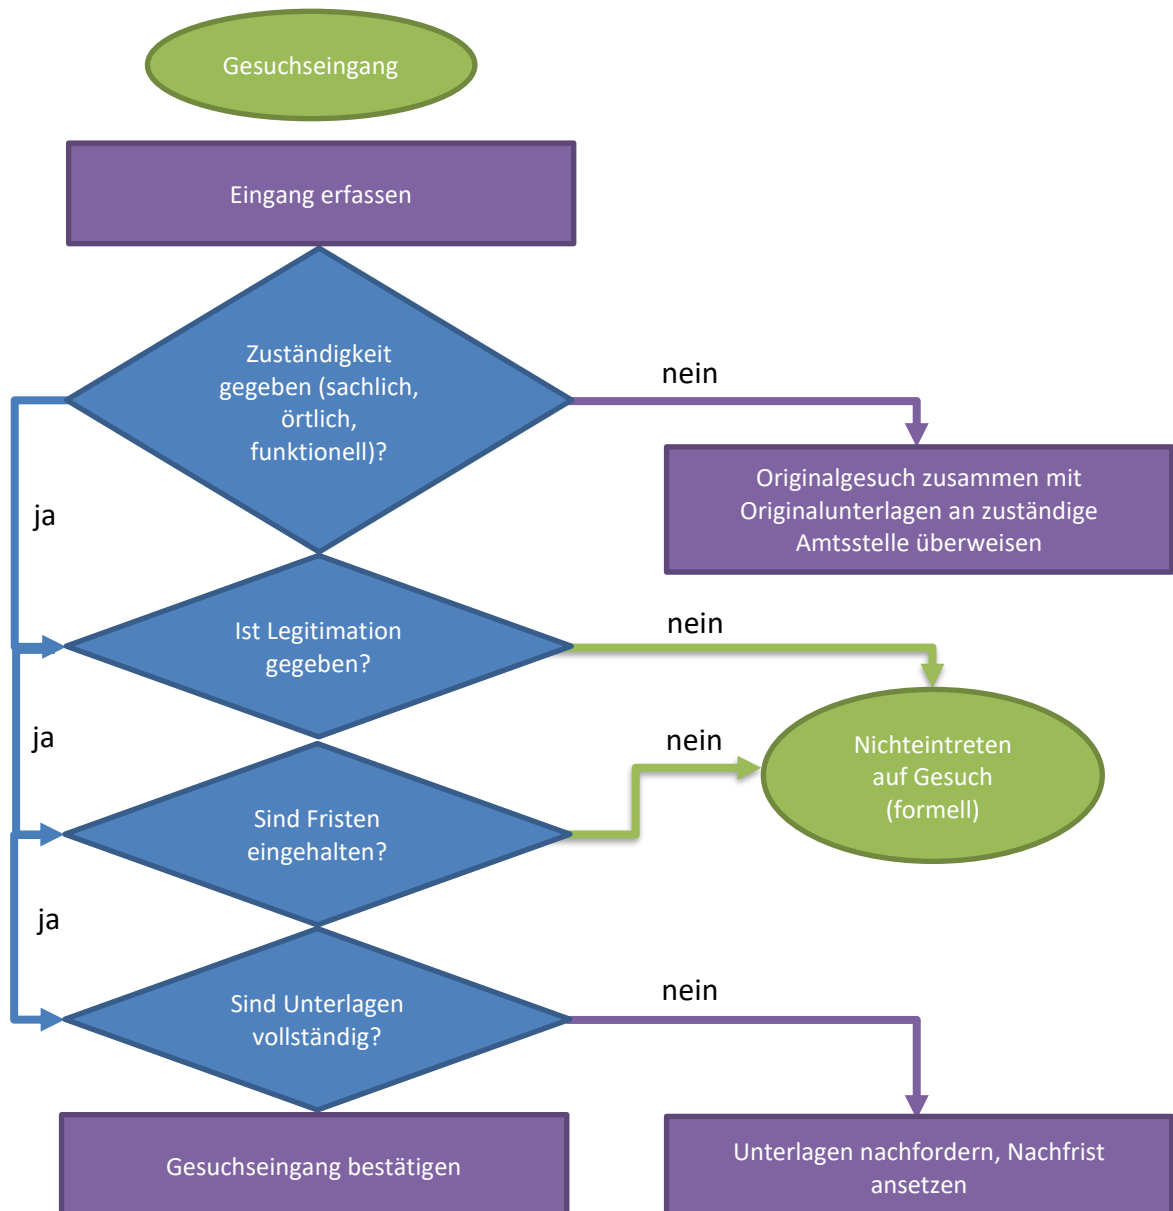 Gesuchseingang
Eingang erfassen
Zuständigkeit
gegeben (sachlich,
örtlich,
funktionell)?
nein
Originalgesuch zusammen mit
Originalunterlagen an zuständige
Amtsstelle überweisen
ja
Ist Legitimation
gegeben?
nein
ja
Nichteintreten
auf Gesuch
(formell)
Sind Fristen
eingehalten?
nein
ja
Sind Unterlagen
vollständig?
nein
Gesuchseingang bestätigen
Unterlagen nachfordern, Nachfrist
ansetzen